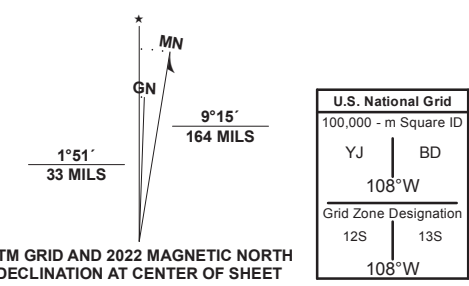 ★
MN
GN
9°15´
164 MILS
1°51´
33 MILS
TM GRID AND 2022 MAGNETIC NORTH
DECLINATION AT CENTER OF SHEET
U.S. National Grid
100,000 - m Square ID
YJ BD
108°W
Grid Zone Designation
12S 13S
108°W